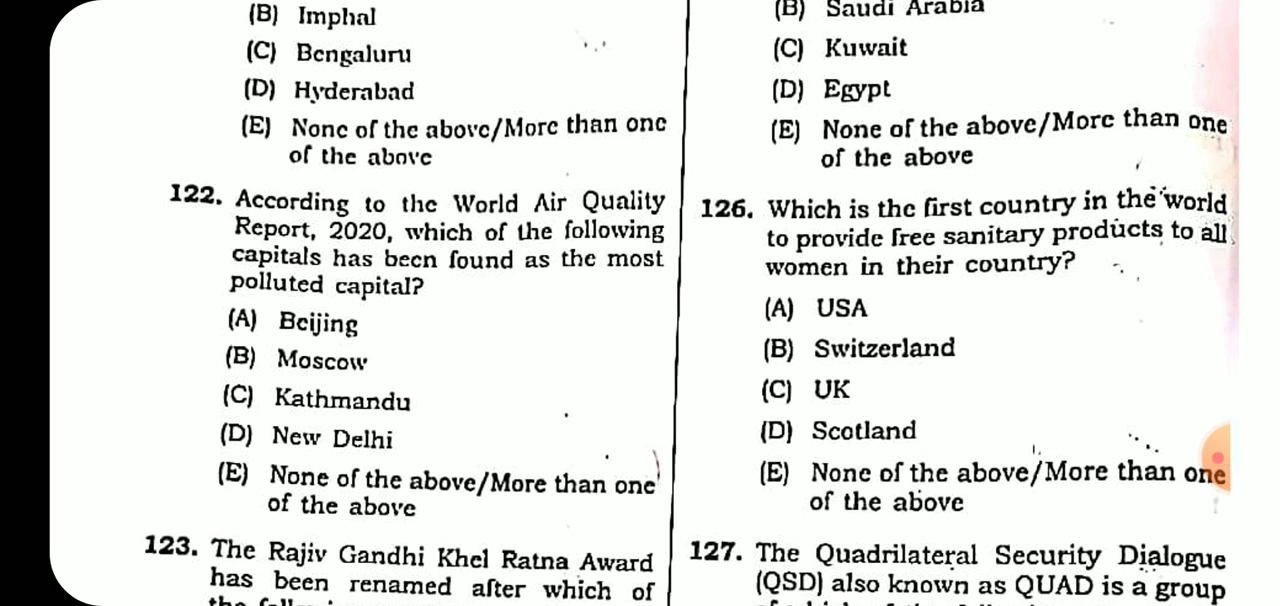 (B) Imphal
(C) Bengaluru
(D) Hyderabad
(E) None of the above/More than one
of the above
122. According to the World Air Quality
Report, 2020, which of the following
capitals has been found as the most
polluted capital?
(A) Beijing
(B) Moscow
(C) Kathmandu
(D) New Delhi
(E) None of the above/More than one
of the above
123. The Rajiv Gandhi Khel Ratna Award
has been renamed after which of
(B) Saudi Arabia
(C) Kuwait
(D) Egypt
(E) None of the above/More than one
of the above
126. Which is the first country in the world
to provide free sanitary products to all
women in their country?
(A) USA
(B) Switzerland
(C) UK
(D) Scotland
(E) None of the above/More than one
of the above
127. The Quadrilateral Security Dialogue
(QSD) also known as QUAD is a group